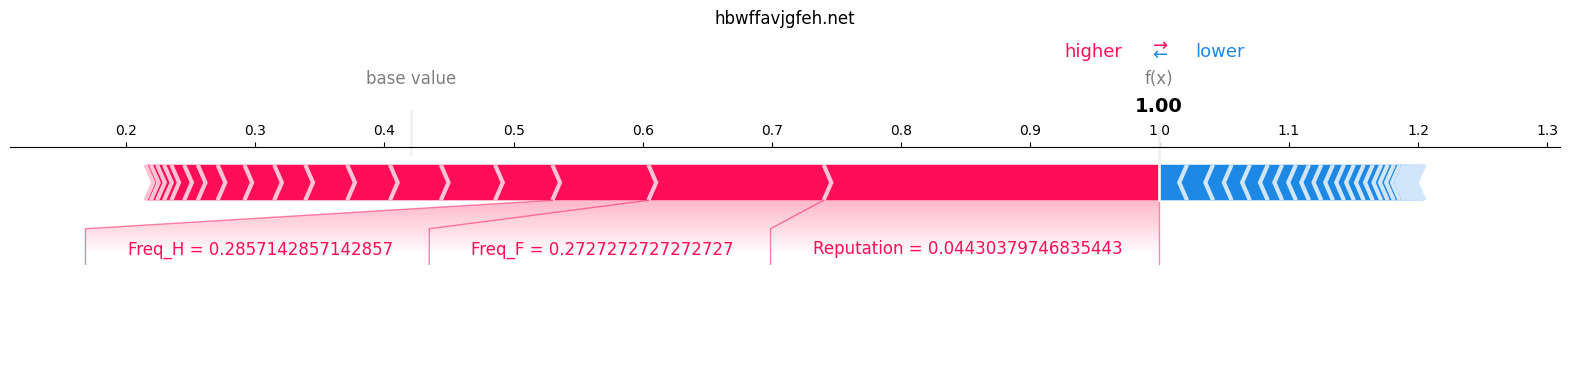 hbwffavjgfeh.net
higher ⇄ lower
base value f(x)
1.00
0.2 0.3 0.4 0.5 0.6 0.7 0.8 0.9 1.0 1.1 1.2 1.3
Freq_H = 0.2857142857142857 Freq_F = 0.2727272727272727 Reputation = 0.04430379746835443